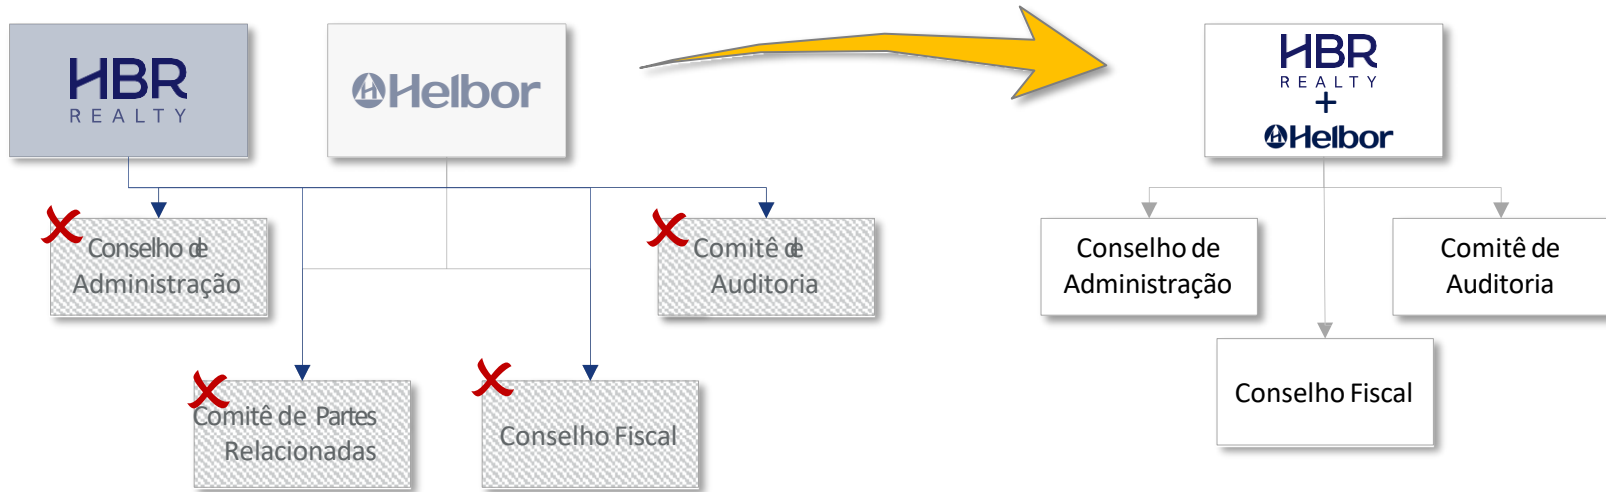 HBR
REALTY
Helbor
HBR
REALTY
+
Helbor
Conselho de
Administração
Comitê de
Auditoria
Comitê de Partes
Relacionadas
Conselho Fiscal
Conselho de
Administração
Comitê de
Auditoria
Conselho Fiscal